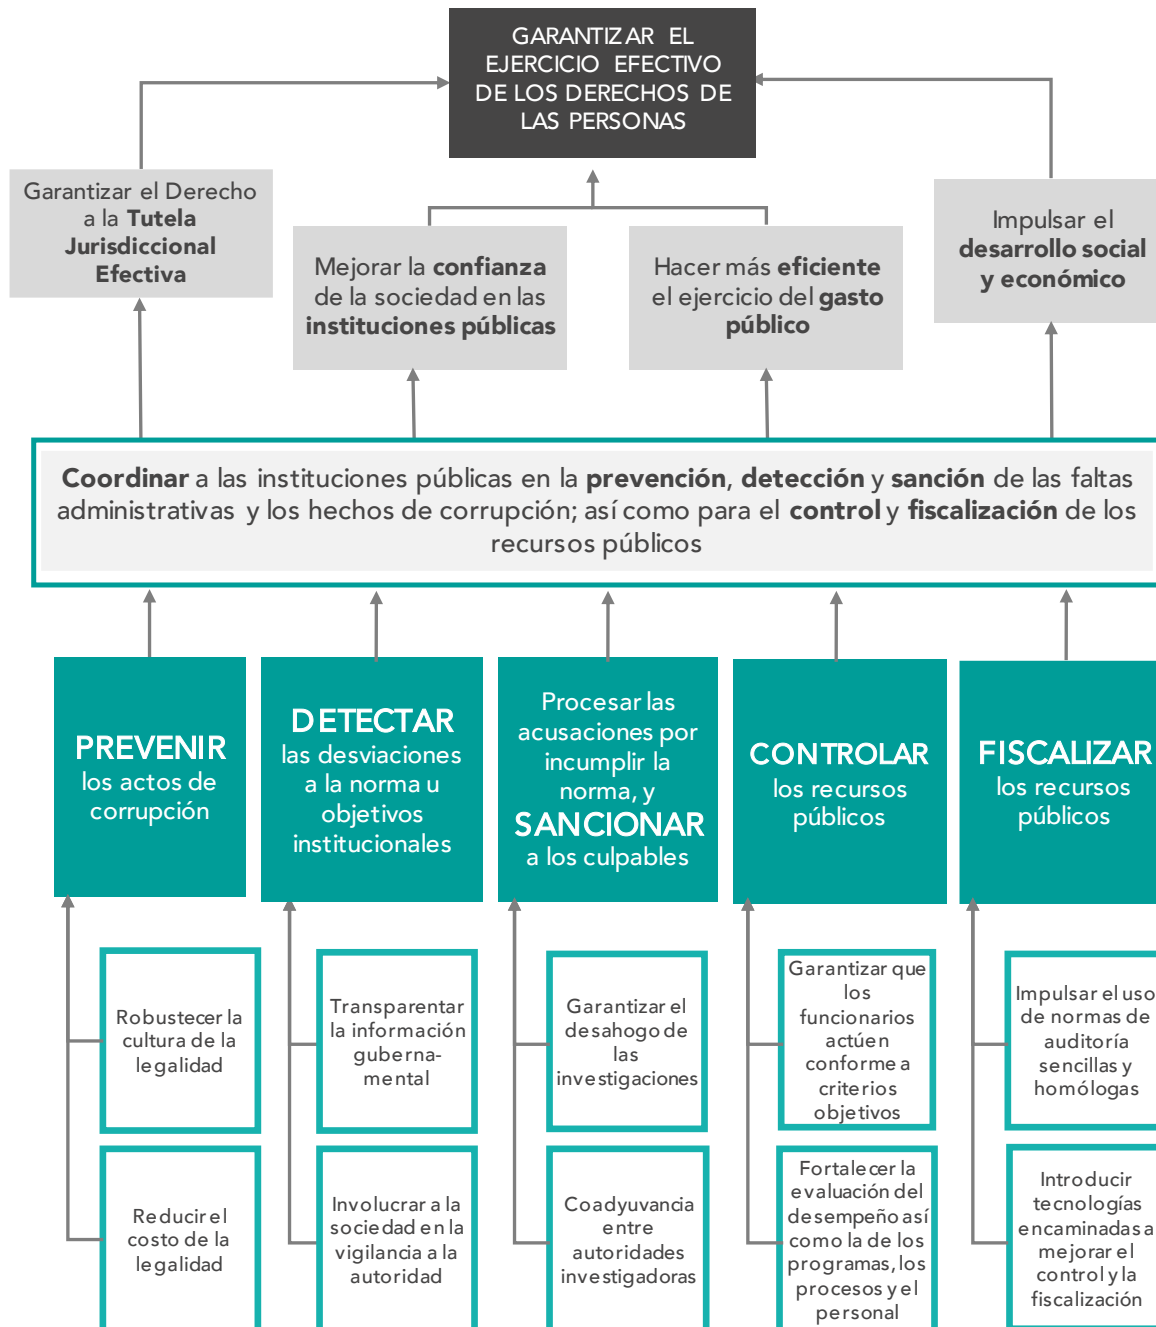 GARANTIZAR EL
EJERCICIO EFECTIVO
DE LOS DERECHOS DE
LAS PERSONAS
Garantizar el Derecho
a la Tutela
Jurisdiccional
Efectiva
Mejorar la confianza
de la sociedad en las
instituciones públicas
Hacer más eficiente
el ejercicio del gasto
público
Impulsar el
desarrollo social
y económico
Coordinar a las instituciones públicas en la prevención, detección y sanción de las faltas
administrativas y los hechos de corrupción; así como para el control y fiscalización de los
recursos públicos
PREVENIR
los actos de
corrupción
DETECTAR
las desviaciones
a la norma u
objetivos
institucionales
Procesar las
acusaciones por
incumplir la
norma, y
SANCIONAR
a los culpables
CONTROLAR
los recursos
públicos
FISCALIZAR
los recursos
públicos
Robustecer la
cultura de la
legalidad
Transparentar
la información
guberna-
mental
Garantizar el
desahogo de
las
investigaciones
Garantizar que
los
funcionarios
actúen
conforme a
criterios
objetivos
Impulsar el uso
de normas de
auditoría
sencillas y
homólogas
Reducir el
costo de la
legalidad
Involucrar a la
sociedad en la
vigilancia a la
autoridad
Coadyuvancia
entre
autoridades
investigadoras
Fortalecer la
evaluación del
desempeño así
como la de los
programas, los
procesos y el
personal
Introducir
tecnologías
encaminadas a
mejorar el
control y la
fiscalización